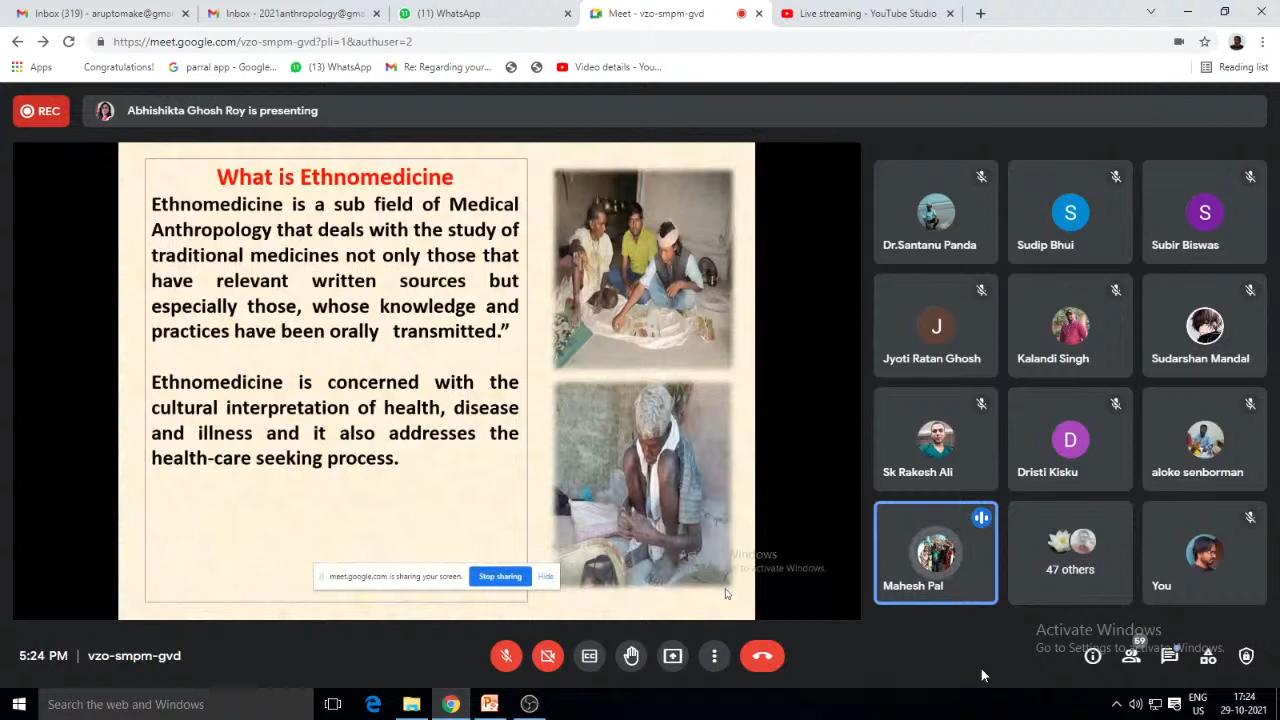 Inbox (319) - aruptomake@gm
Inbox - 2021anthropology@gma
(11) WhatsApp
Meet - vzo-smpm-gvd
Live streaming - YouTube Studio
https://meet.google.com/vzo-smpm-gvd?pli=1&authuser=2
Apps
Congratulations!
parral app - Google...
(13) WhatsApp
Re: Regarding your...
Video details - You...
Reading list
REC
Abhishikta Ghosh Roy is presenting
What is Ethnomedicine
Ethnomedicine is a sub field of Medical
Anthropology that deals with the study of
traditional medicines not only those that
have relevant written sources but
especially those, whose knowledge and
practices have been orally transmitted.”
Ethnomedicine is concerned with the
cultural interpretation of health, disease
and illness and it also addresses the
health-care seeking process.
meet.google.com is sharing your screen.
Stop sharing
Hide
Windows
to activate Windows.
Dr.Santanu Panda
S
Sudip Bhui
S
Subir Biswas
J
Jyoti Ratan Ghosh
Kalandi Singh
Sudarshan Mandal
Sk Rakesh Ali
D
Dristi Kisku
aloke senborman
Mahesh Pal
47 others
You
Activate Windows
Go to Settings to activate Windows.
59
5:24 PM | vzo-smpm-gvd
Search the web and Windows
ENG
US
17:24
29-10-2021